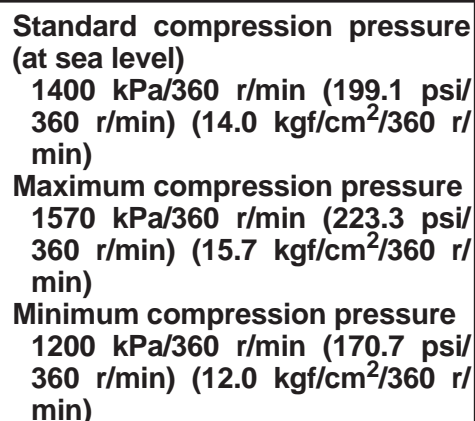 Standard compression pressure
(at sea level)
1400 kPa/360 r/min (199.1 psi/
360 r/min) (14.0 kgf/cm²/360 r/
min)
Maximum compression pressure
1570 kPa/360 r/min (223.3 psi/
360 r/min) (15.7 kgf/cm²/360 r/
min)
Minimum compression pressure
1200 kPa/360 r/min (170.7 psi/
360 r/min) (12.0 kgf/cm²/360 r/
min)